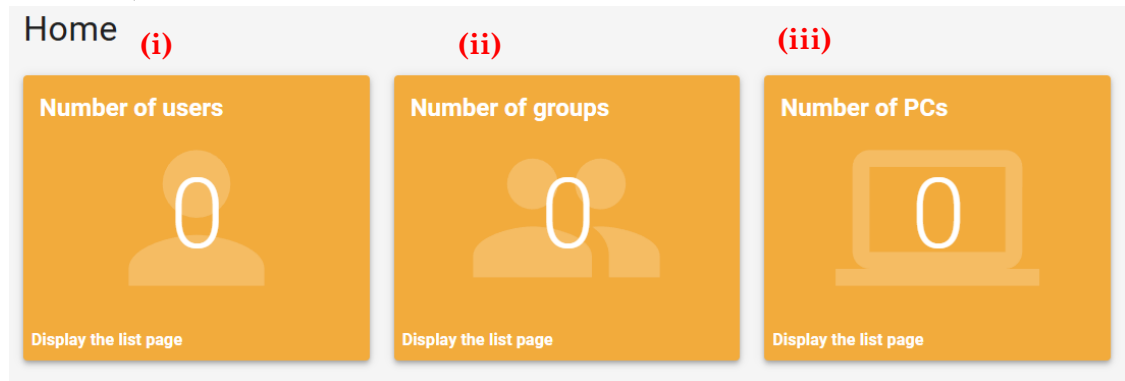 Home
(i)
(ii)
(iii)
Number of users
Number of groups
Number of PCs
0
0
0
Display the list page
Display the list page
Display the list page